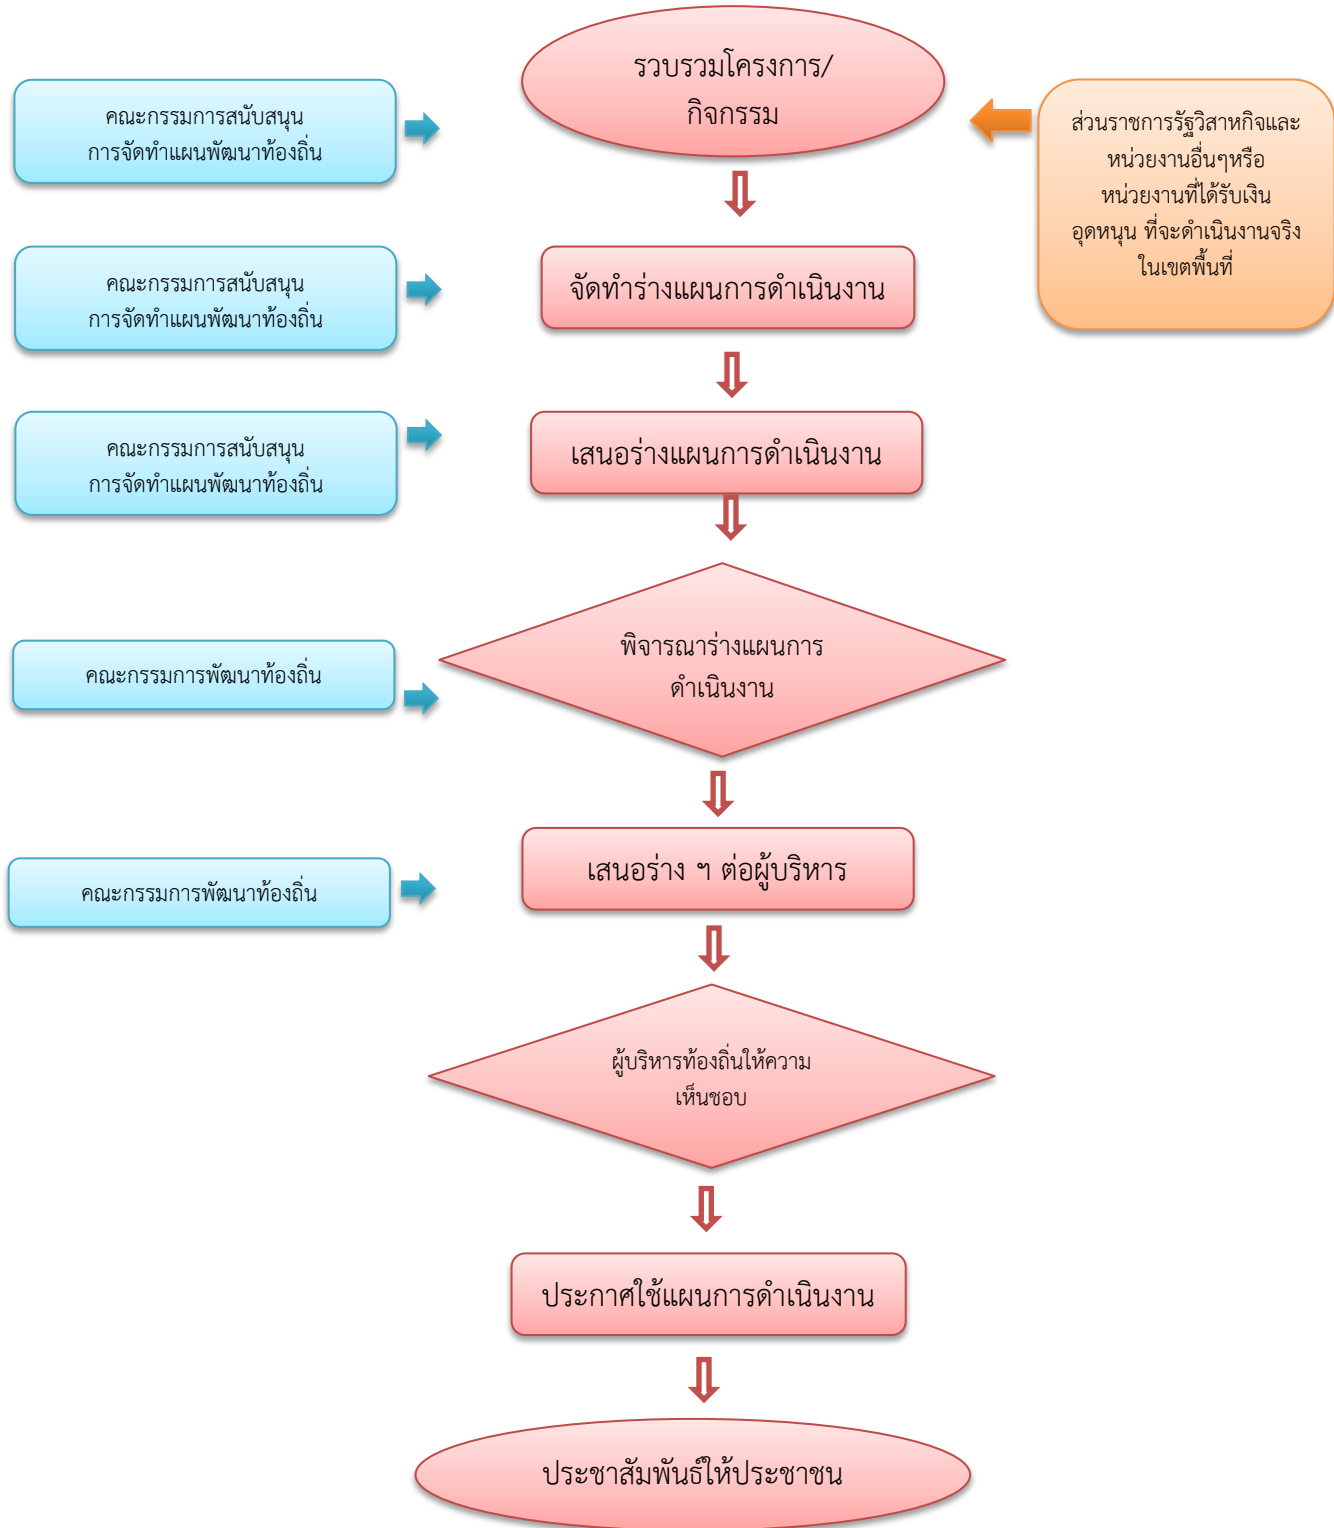 รวบรวมโครงการ/
กิจกรรม
คณะกรรมการสนับสนุน
การจัดทำแผนพัฒนาท้องถิ่น
ส่วนราชการรัฐวิสาหกิจและ
หน่วยงานอื่นๆหรือ
หน่วยงานที่ได้รับเงิน
อุดหนุน ที่จะดำเนินงานจริง
ในเขตพื้นที่
คณะกรรมการสนับสนุน
การจัดทำแผนพัฒนาท้องถิ่น
จัดทำร่างแผนการดำเนินงาน
คณะกรรมการสนับสนุน
การจัดทำแผนพัฒนาท้องถิ่น
เสนอร่างแผนการดำเนินงาน
คณะกรรมการพัฒนาท้องถิ่น
พิจารณาร่างแผนการ
ดำเนินงาน
คณะกรรมการพัฒนาท้องถิ่น
เสนอร่าง ฯ ต่อผู้บริหาร
ผู้บริหารท้องถิ่นให้ความ
เห็นชอบ
ประกาศใช้แผนการดำเนินงาน
ประชาสัมพันธ์ให้ประชาชน